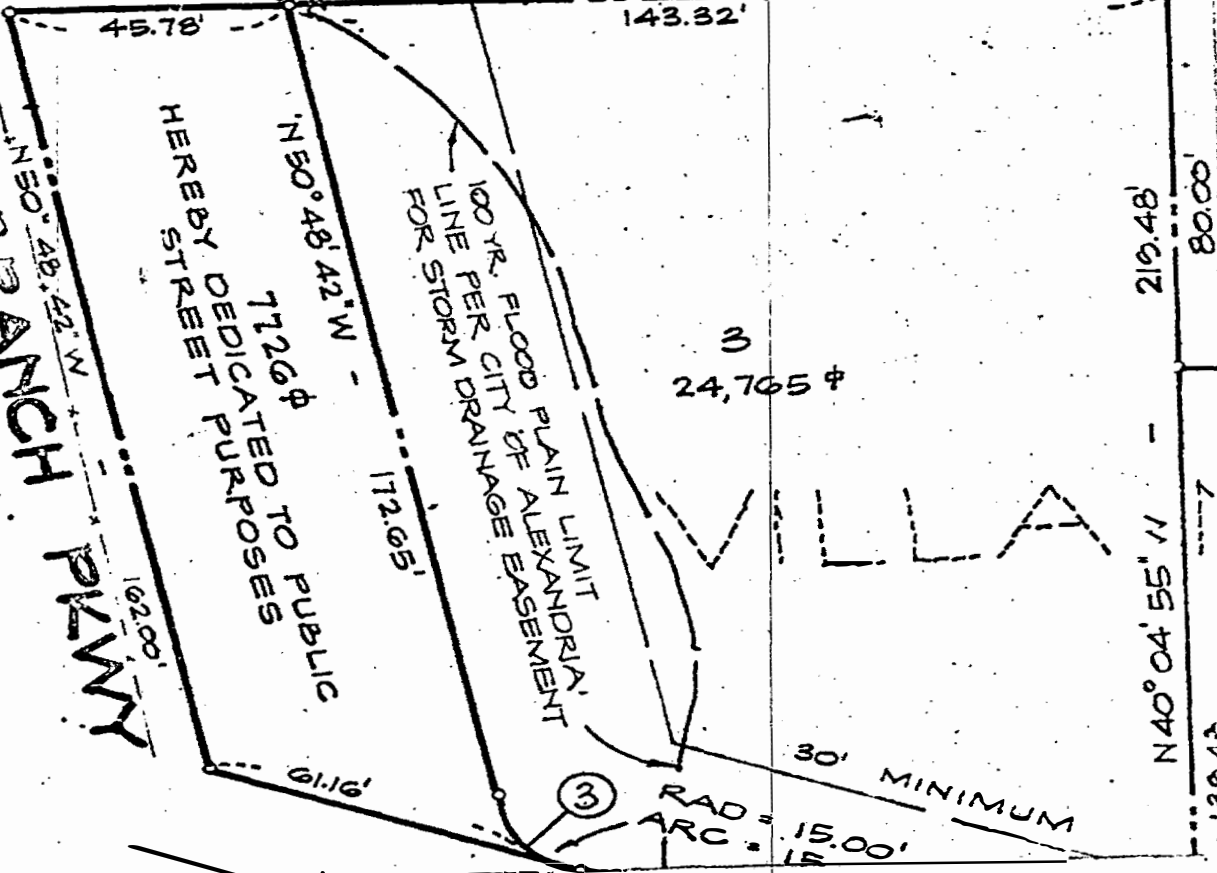 45.78'
143.32'
N50° 48' 42" W
HEREBY DEDICATED TO PUBLIC
STREET PURPOSES
7726⌽
N50° 48' 42" W -
172.65'
100 YR. FLOOD PLAIN LIMIT
LINE PER CITY OF ALEXANDRIA
FOR STORM DRAINAGE EASEMENT
3
24,765 ⌽
VILLA
219.48'
80.00'
N40° 04' 55" W -
PKWY
162.00'
61.16'
3
RAD = 15.00'
ARC =
30' MINIMUM